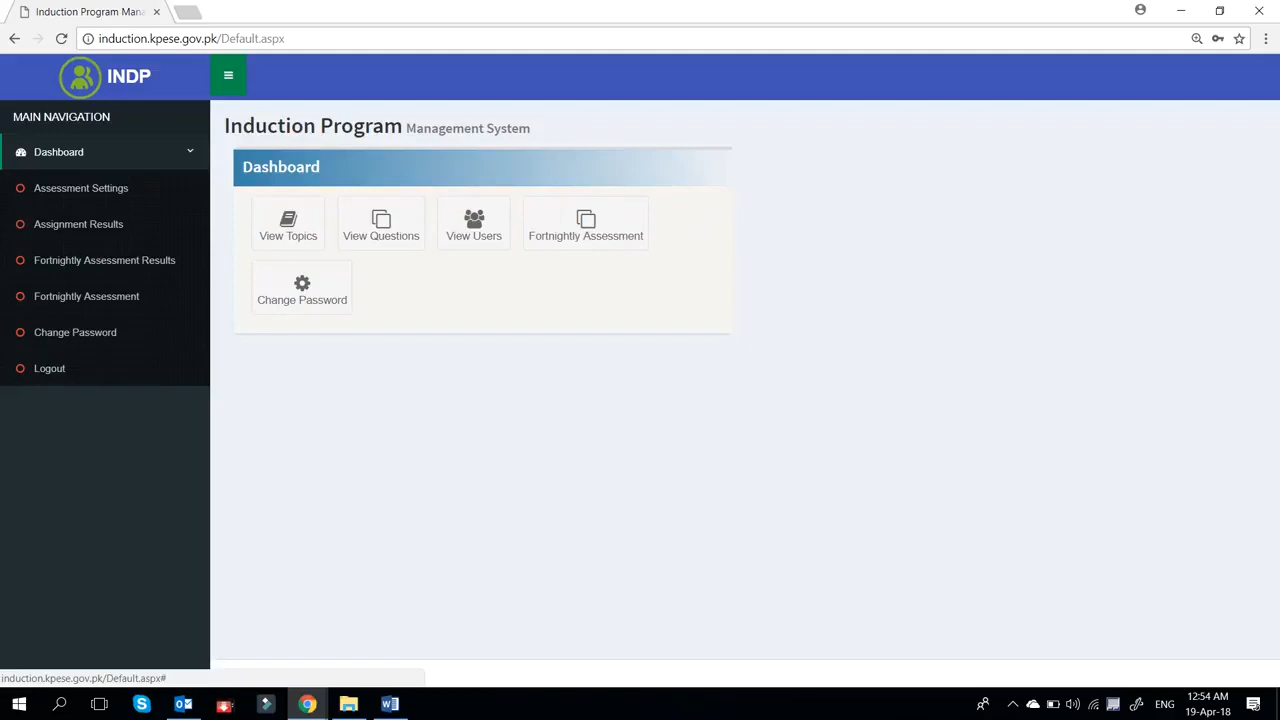 Induction Program Mana
induction.kpese.gov.pk/Default.aspx
INDP
MAIN NAVIGATION
Dashboard
Assessment Settings
Assignment Results
Fortnightly Assessment Results
Fortnightly Assessment
Change Password
Logout
Induction Program Management System
Dashboard
View Topics
View Questions
View Users
Fortnightly Assessment
Change Password
induction.kpese.gov.pk/Default.aspx#
ENG
12:54 AM
19-Apr-18